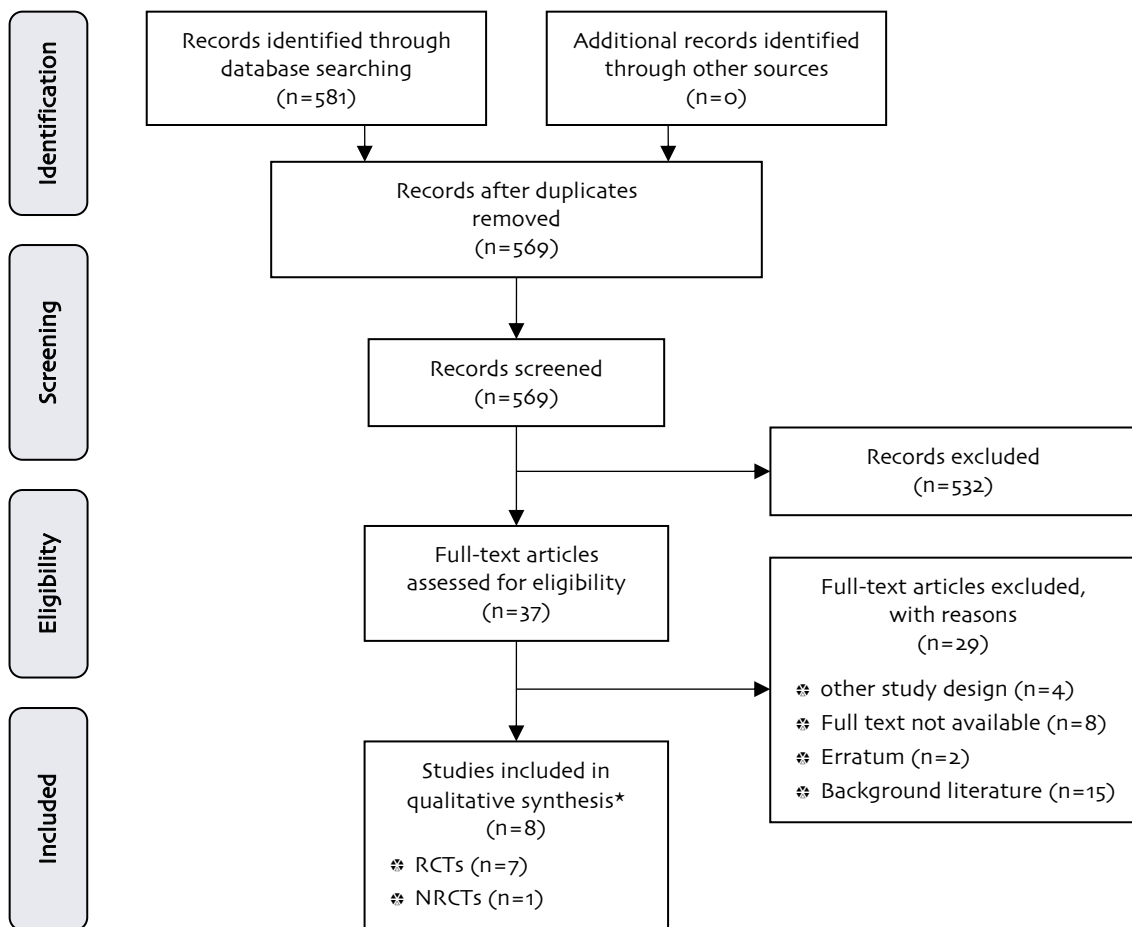 Identification
Records identified through
database searching
(n=581)
Additional records identified
through other sources
(n=0)
Records after duplicates
removed
(n=569)
Screening
Records screened
(n=569)
Records excluded
(n=532)
Eligibility
Full-text articles
assessed for eligibility
(n=37)
Full-text articles excluded,
with reasons
(n=29)
other study design (n=4)
Full text not available (n=8)
Erratum (n=2)
Background literature (n=15)
Included
Studies included in
qualitative synthesis*
(n=8)
RCTs (n=7)
NRCTs (n=1)